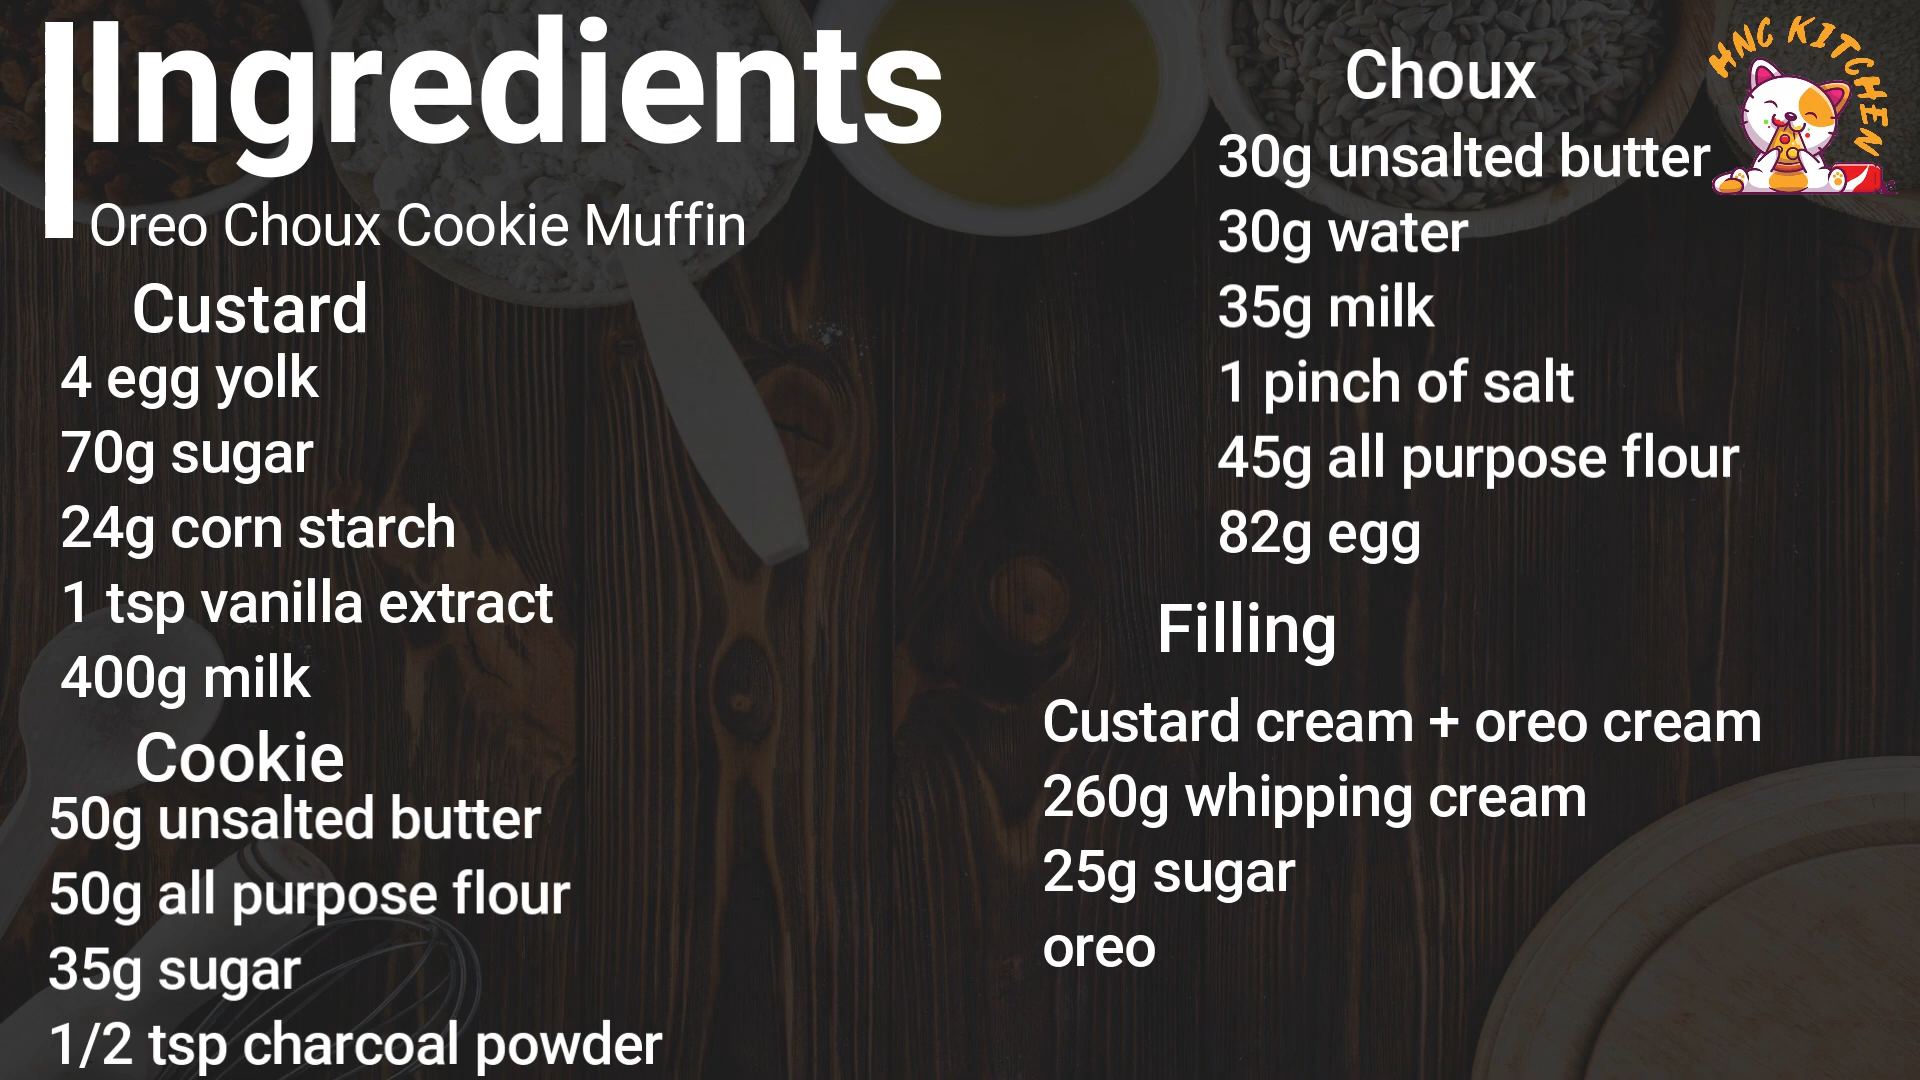 Ingredients
Oreo Choux Cookie Muffin
Custard
4 egg yolk
70g sugar
24g corn starch
1 tsp vanilla extract
400g milk
Cookie
50g unsalted butter
50g all purpose flour
35g sugar
1/2 tsp charcoal powder
Choux
30g unsalted butter
30g water
35g milk
1 pinch of salt
45g all purpose flour
82g egg
Filling
Custard cream + oreo cream
260g whipping cream
25g sugar
oreo
HNC KITCHEN